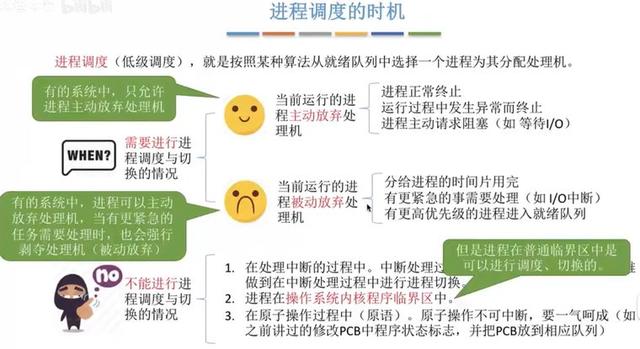 进程调度的时机
进程调度（低级调度），就是按照某种算法从就绪队列中选择一个进程为其分配处理机。
有的系统中，只允许
进程主动放弃处理机
当前运行的进
程主动放弃处
理机
进程正常终止
运行过程中发生异常而终止
进程主动请求阻塞（如 等待I/O）
WHEN?
需要进行进
程调度与切
换的情况
有的系统中，进程可以主动
放弃处理机，当有更紧急的
任务需要处理时，也会强行
剥夺处理机（被动放弃）
当前运行的进
程被动放弃处
理机
分给进程的时间片用完
有更紧急的事需要处理（如 I/O中断）
有更高优先级的进程进入就绪队列
但是进程在普通临界区中是
可以进行调度、切换的。
no
不能进行进
程调度与切
换的情况
1. 在处理中断的过程中。中断处理过
做到在中断处理过程中进行进程切换。
2. 进程在操作系统内核程序临界区中。
3. 在原子操作过程中（原语）。原子操作不可中断，要一气呵成（如
之前讲过的修改PCB中进程状态标志，并把PCB放到相应队列）